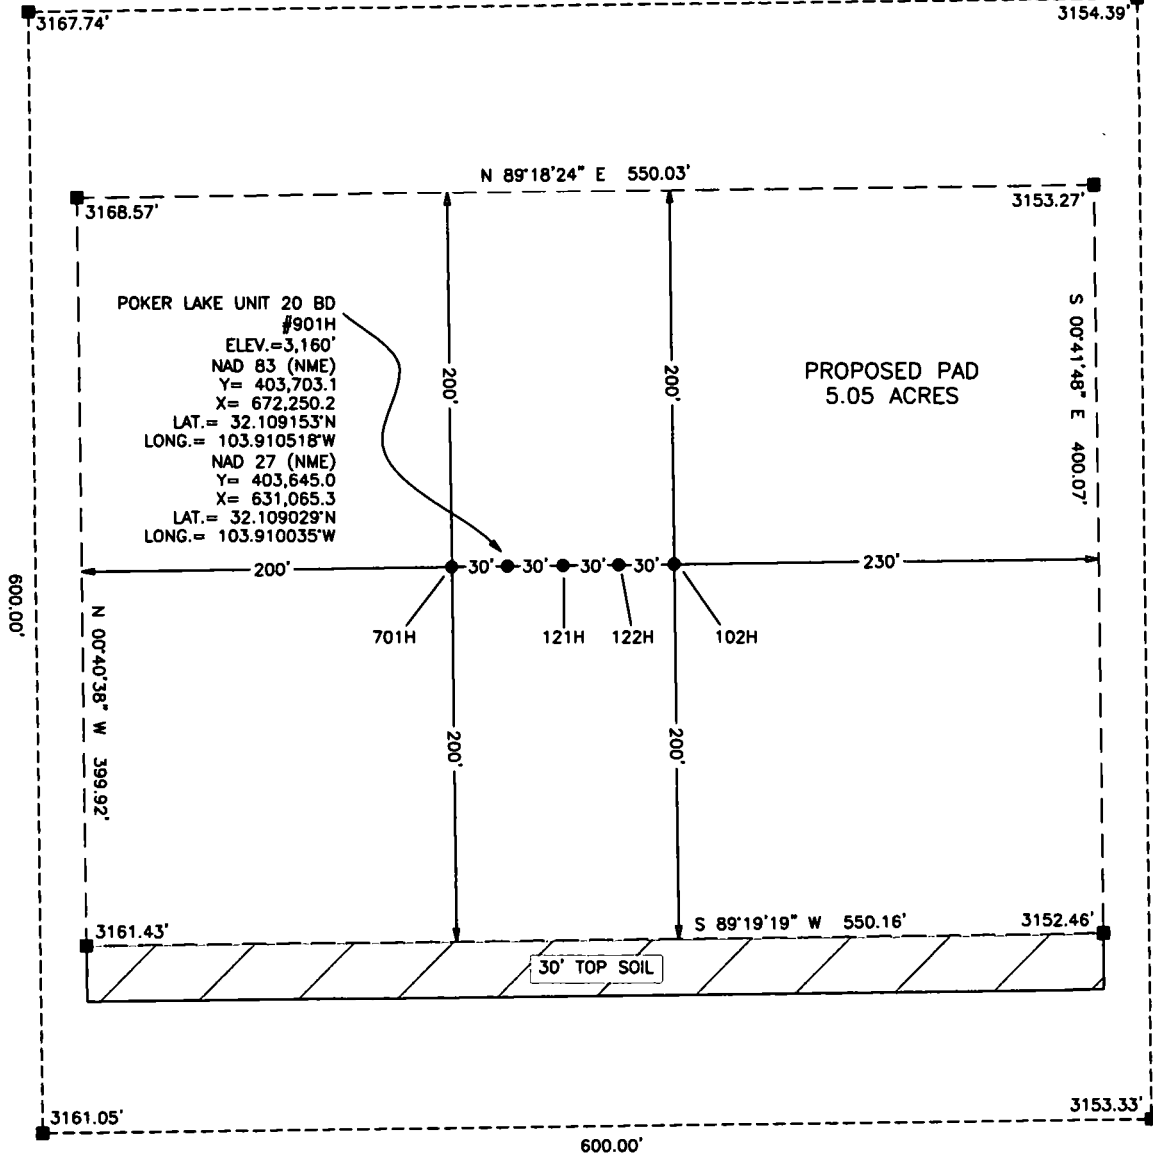 3167.74'
3154.39'
N 89°18'24" E 550.03'
3168.57'
3153.27'
POKER LAKE UNIT 20 BD
#901H
ELEV.=3,160'
NAD 83 (NME)
Y= 403,703.1
X= 672,250.2
LAT.= 32.109153°N
LONG.= 103.910518°W
NAD 27 (NME)
Y= 403,645.0
X= 631,065.3
LAT.= 32.109029°N
LONG.= 103.910035°W
200'
200'
PROPOSED PAD
5.05 ACRES
S 00°41'48" E 400.07'
200'
30'
30'
30'
30'
230'
600.00'
N 00°40'38" W 399.92'
701H
121H
122H
102H
200'
200'
3161.43'
S 89°19'19" W 550.16'
3152.46'
30' TOP SOIL
3161.05'
3153.33'
600.00'